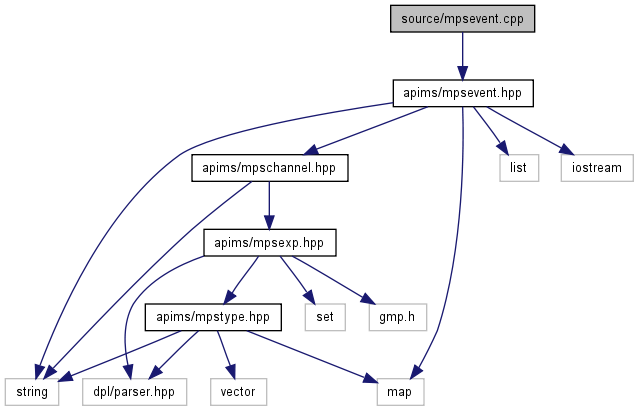 source/mpsevent.cpp
apims/mpsevent.hpp
apims/mpschannel.hpp
list
iostream
apims/mpsexp.hpp
apims/mpstype.hpp
set
gmp.h
string
dpl/parser.hpp
vector
map